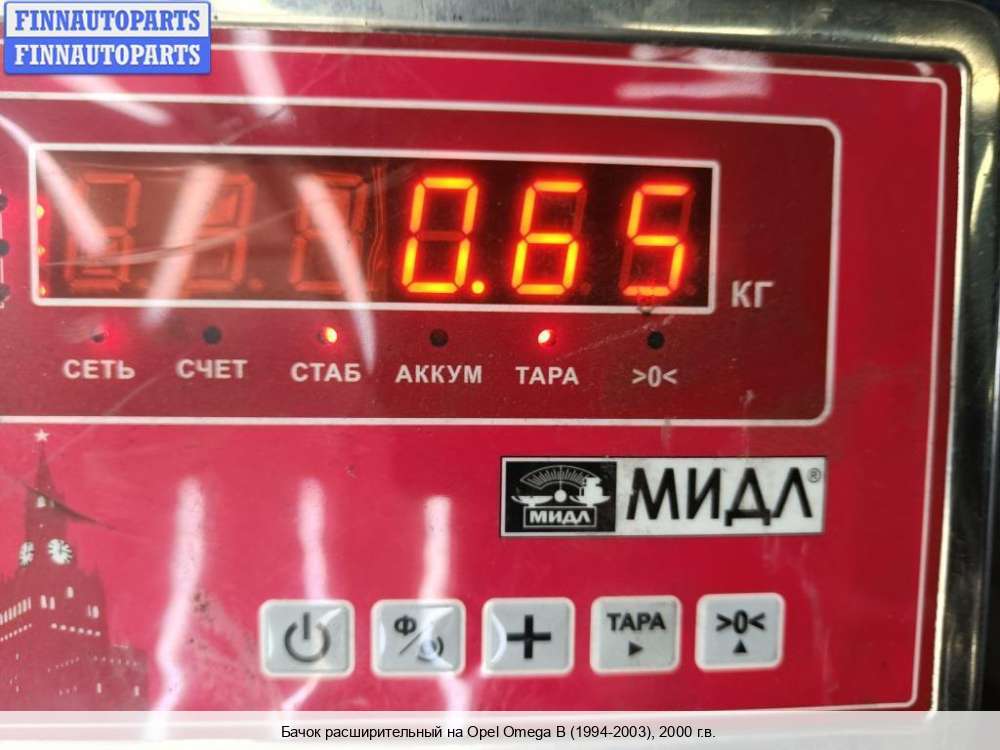 FINNAUTOPARTS
FINNAUTOPARTS
0.65
КГ
СЕТЬ СЧЕТ СТАБ АККУМ ТАРА >0<
МИДЛ МИДЛ®
Ф ТАРА >0<
Бачок расширительный на Opel Omega B (1994-2003), 2000 г.в.